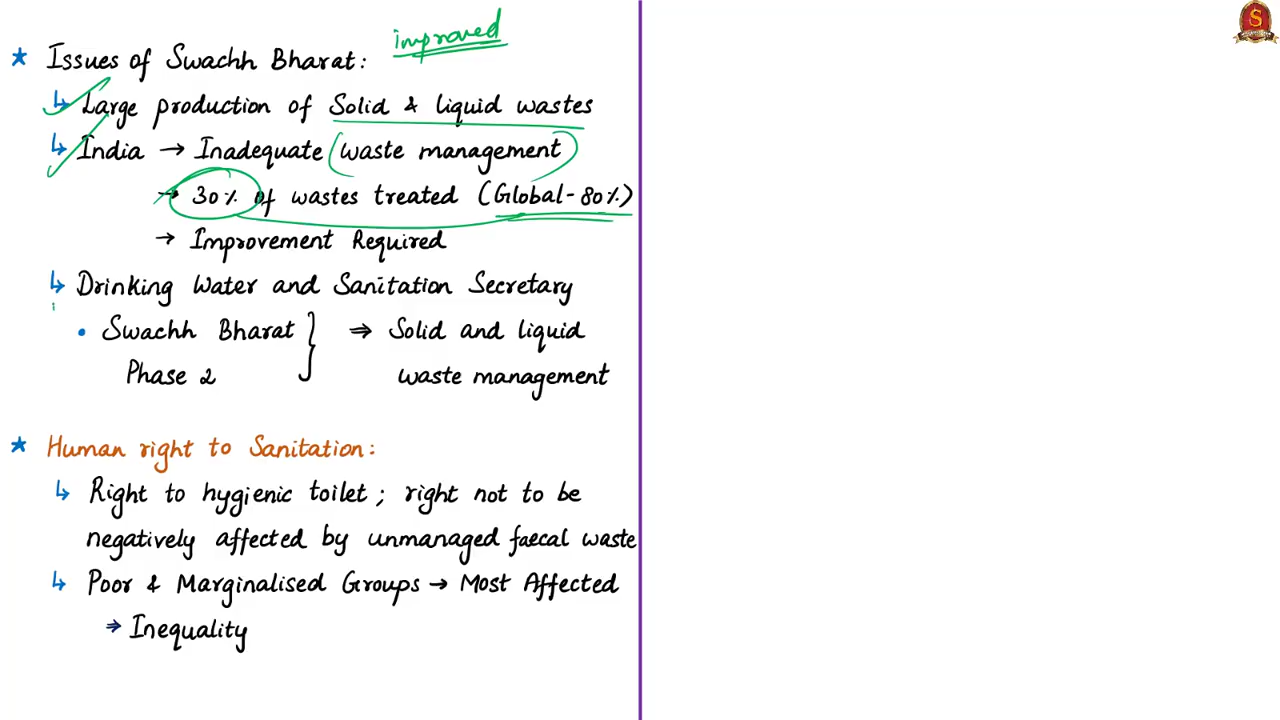 improved
* Issues of Swachh Bharat:
↳ Large production of Solid & liquid wastes
↳ India → Inadequate (waste management)
→ 30% of wastes treated (Global - 80%)
→ Improvement Required
↳ Drinking Water and Sanitation Secretary
• Swachh Bharat } ⇒ Solid and liquid
Phase 2 waste management
* Human right to Sanitation:
↳ Right to hygienic toilet; right not to be
negatively affected by unmanaged faecal waste
↳ Poor & Marginalised Groups → Most Affected
⇒ Inequality
S